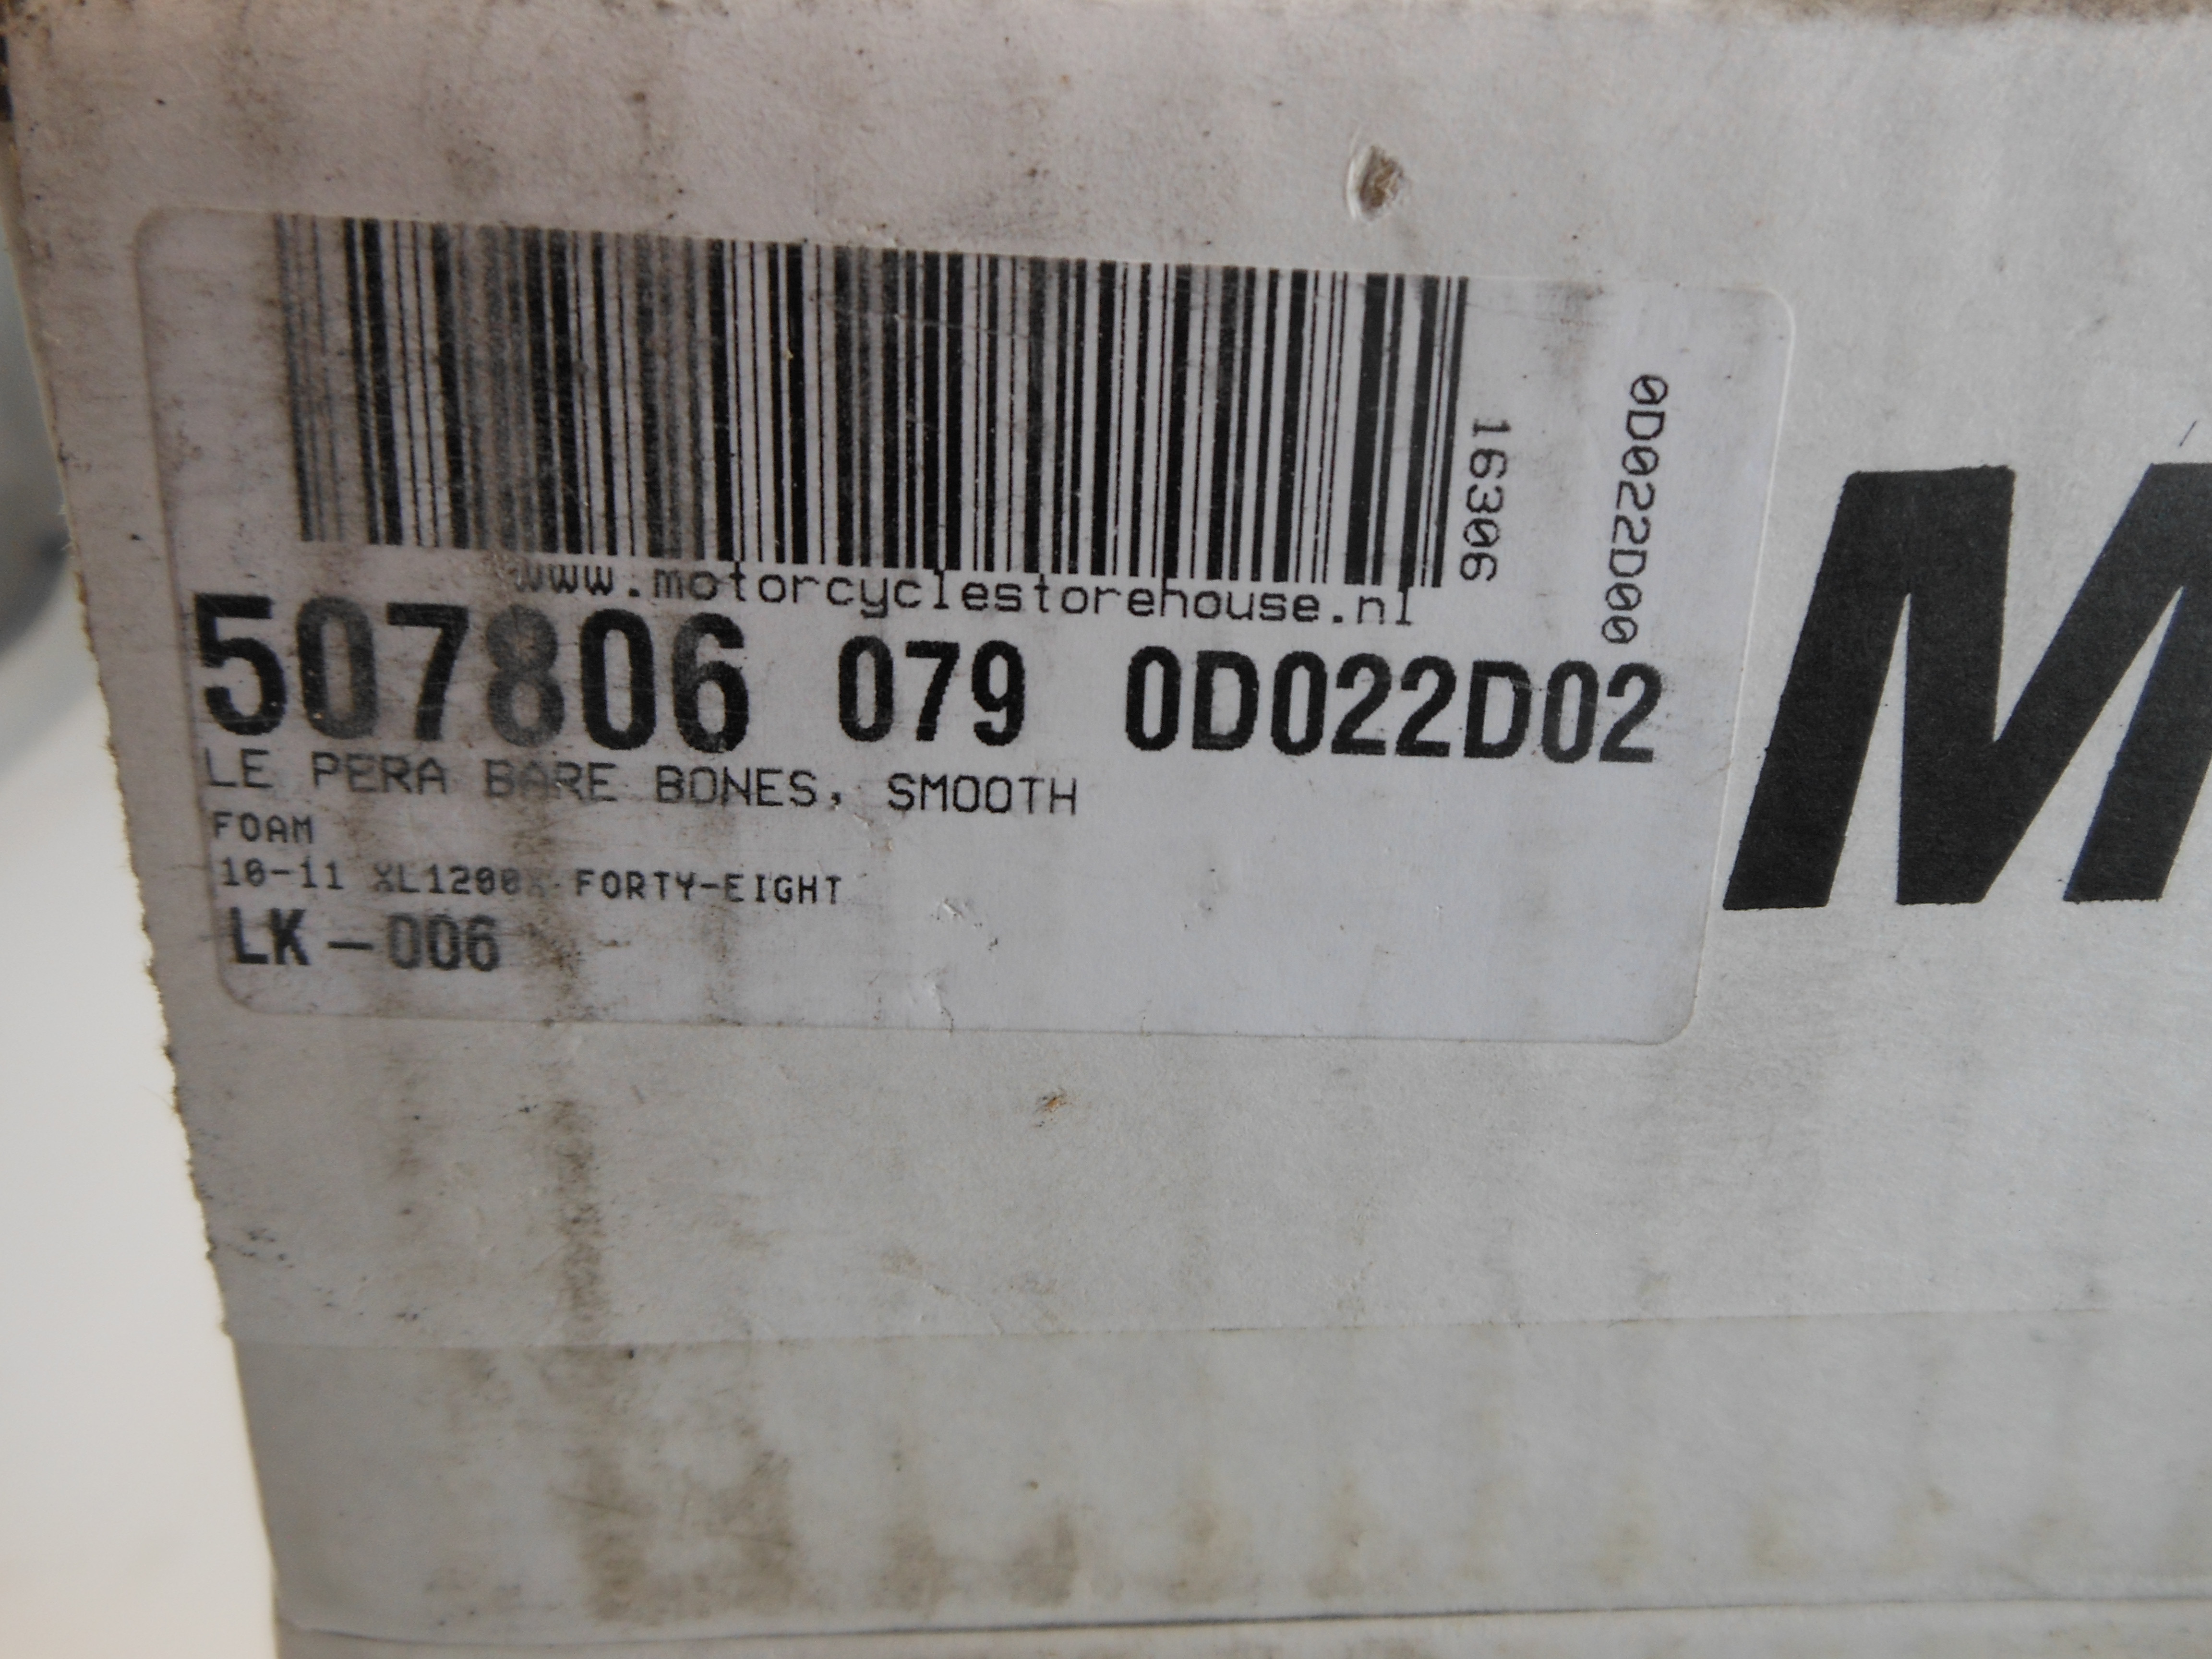 16306
0D022D00
www.motorcyclestorehouse.nl
507806 079 0D022D02
LE PERA BARE BONES, SMOOTH
FOAM
10-11 XL1200X FORTY-EIGHT
LK-006
M